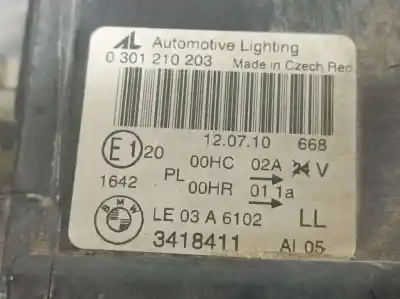 AL Automotive Lighting
0 301 210 203 Made in Czech Rep.
12.07.10 668
E1 20 00HC 02A 24 V
1642 PL 00HR 01 1a
BMW LE 03 A 6102 LL
3418411 AI 05